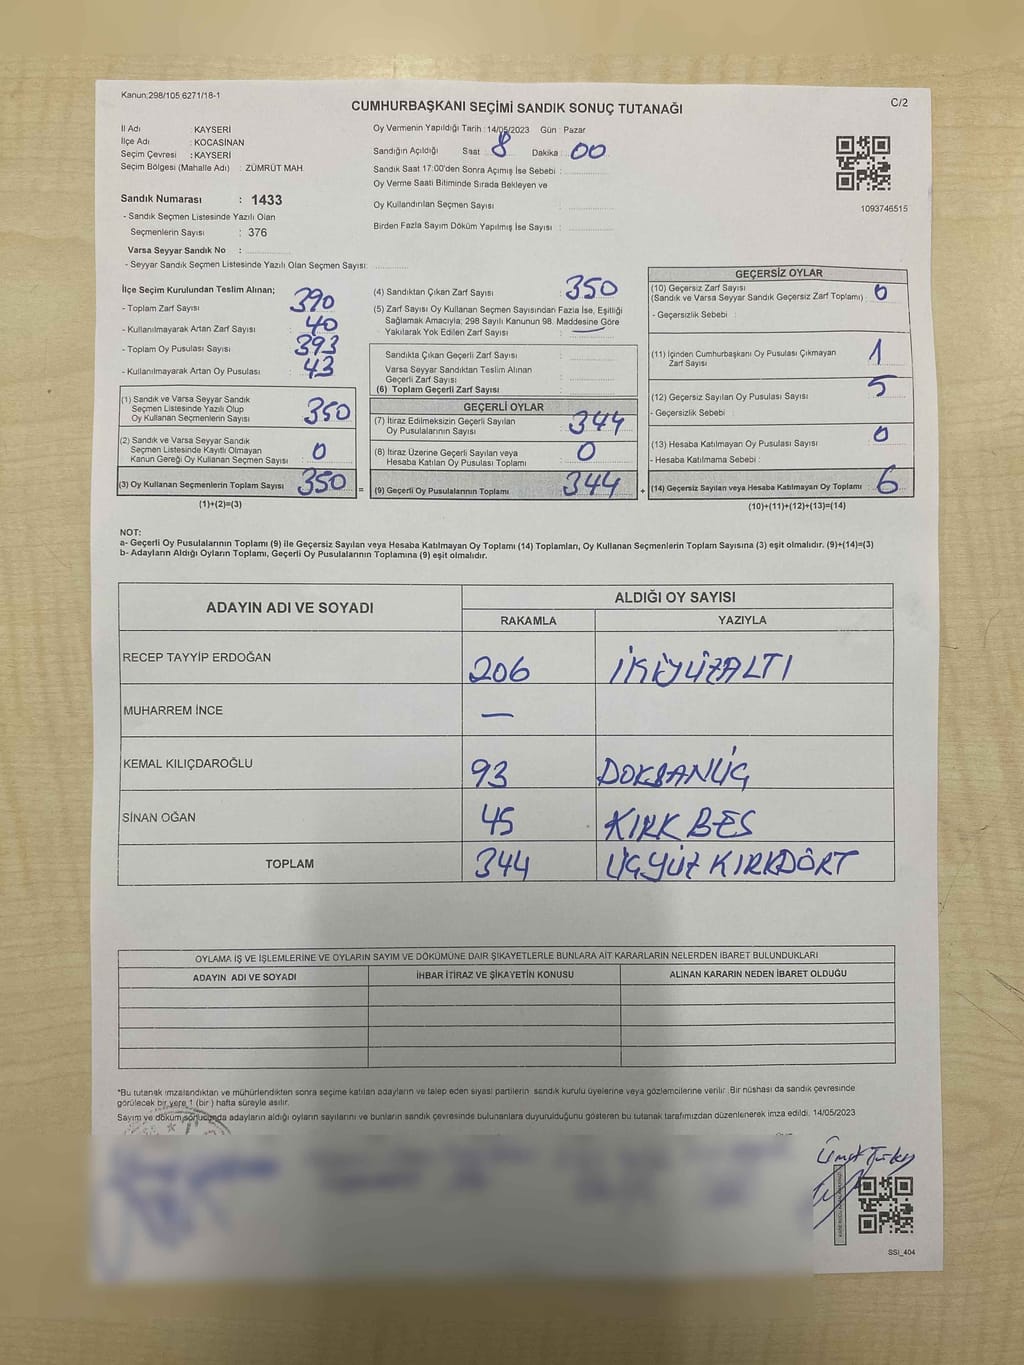 Kanun:298/105 6271/18-1
C/2
CUMHURBAŞKANI SEÇİMİ SANDIK SONUÇ TUTANAĞI
İl Adı : KAYSERİ
İlçe Adı : KOCASİNAN
Seçim Çevresi : KAYSERİ
Seçim Bölgesi (Mahalle Adı) : ZÜMRÜT MAH.
Sandık Numarası : 1433
- Sandık Seçmen Listesinde Yazılı Olan
Seçmenlerin Sayısı : 376
Varsa Seyyar Sandık No :
- Seyyar Sandık Seçmen Listesinde Yazılı Olan Seçmen Sayısı:
Oy Vermenin Yapıldığı Tarih :14/05/2023 Gün : Pazar
Sandığın Açıldığı Saat : 8 Dakika : 00
Sandık Saat 17:00'den Sonra Açımış İse Sebebi :
Oy Verme Saati Bitiminde Sırada Bekleyen ve
Oy Kullandırılan Seçmen Sayısı :
Birden Fazla Sayım Döküm Yapılmış İse Sayısı :
1093746515
İlçe Seçim Kurulundan Teslim Alınan;
- Toplam Zarf Sayısı : 390
- Kullanılmayarak Artan Zarf Sayısı : 40
- Toplam Oy Pusulası Sayısı : 393
- Kullanılmayarak Artan Oy Pusulası : 43
(1) Sandık ve Varsa Seyyar Sandık
Seçmen Listesinde Yazılı Olup
Oy Kullanan Seçmenlerin Sayısı : 350
(2) Sandık ve Varsa Seyyar Sandık
Seçmen Listesinde Kayıtlı Olmayan
Kanun Gereği Oy Kullanan Seçmen Sayısı : 0
(3) Oy Kullanan Seçmenlerin Toplam Sayısı : 350 =
(1)+(2)=(3)
(4) Sandıktan Çıkan Zarf Sayısı : 350
(5) Zarf Sayısı Oy Kullanan Seçmen Sayısından Fazla İse, Eşitliği
Sağlamak Amacıyla; 298 Sayılı Kanunun 98. Maddesine Göre
Yakılarak Yok Edilen Zarf Sayısı : —
Sandıkta Çıkan Geçerli Zarf Sayısı :
Varsa Seyyar Sandıktan Teslim Alınan
Geçerli Zarf Sayısı :
(6) Toplam Geçerli Zarf Sayısı :
GEÇERLİ OYLAR
(7) İtiraz Edilmeksizin Geçerli Sayılan
Oy Pusulalarının Sayısı : 344
(8) İtiraz Üzerine Geçerli Sayılan veya
Hesaba Katılan Oy Pusulası Toplamı : 0
(9) Geçerli Oy Pusulalarının Toplamı : 344 +
GEÇERSİZ OYLAR
(10) Geçersiz Zarf Sayısı
(Sandık ve Varsa Seyyar Sandık Geçersiz Zarf Toplamı) : 0
- Geçersizlik Sebebi :
(11) İçinden Cumhurbaşkanı Oy Pusulası Çıkmayan
Zarf Sayısı : 1
(12) Geçersiz Sayılan Oy Pusulası Sayısı : 5
- Geçersizlik Sebebi :
(13) Hesaba Katılmayan Oy Pusulası Sayısı : 0
- Hesaba Katılmama Sebebi :
(14) Geçersiz Sayılan veya Hesaba Katılmayan Oy Toplamı : 6
(10)+(11)+(12)+(13)=(14)
NOT:
a- Geçerli Oy Pusulalarının Toplamı (9) ile Geçersiz Sayılan veya Hesaba Katılmayan Oy Toplamı (14) Toplamları, Oy Kullanan Seçmenlerin Toplam Sayısına (3) eşit olmalıdır. (9)+(14)=(3)
b- Adayların Aldığı Oyların Toplamı, Geçerli Oy Pusulalarının Toplamına (9) eşit olmalıdır.
ADAYIN ADI VE SOYADI
ALDIĞI OY SAYISI
RAKAMLA YAZIYLA
RECEP TAYYİP ERDOĞAN 206 İKİYÜZALTI
MUHARREM İNCE —
KEMAL KILIÇDAROĞLU 93 DOKSANÜÇ
SİNAN OĞAN 45 KIRK BEŞ
TOPLAM 344 ÜÇYÜZ KIRKDÖRT
OYLAMA İŞ VE İŞLEMLERİNE VE OYLARIN SAYIM VE DÖKÜMÜNE DAİR ŞİKAYETLERLE BUNLARA AİT KARARLARIN NELERDEN İBARET BULUNDUKLARI
ADAYIN ADI VE SOYADI İHBAR İTİRAZ VE ŞİKAYETİN KONUSU ALINAN KARARIN NEDEN İBARET OLDUĞU
*Bu tutanak imzalandıktan ve mühürlendikten sonra seçime katılan adayların ve talep eden siyasi partilerin sandık kurulu üyelerine veya gözlemcilerine verilir .Bir nüshası da sandık çevresinde
görülecek bir yere 1 (bir ) hafta süreyle asılır.
Sayım ve döküm sonucunda adayların aldığı oyların sayılarını ve bunların sandık çevresinde bulunanlara duyurulduğunu gösteren bu tutanak tarafımızdan düzenlenerek imza edildi. 14/05/2023
SSI_404